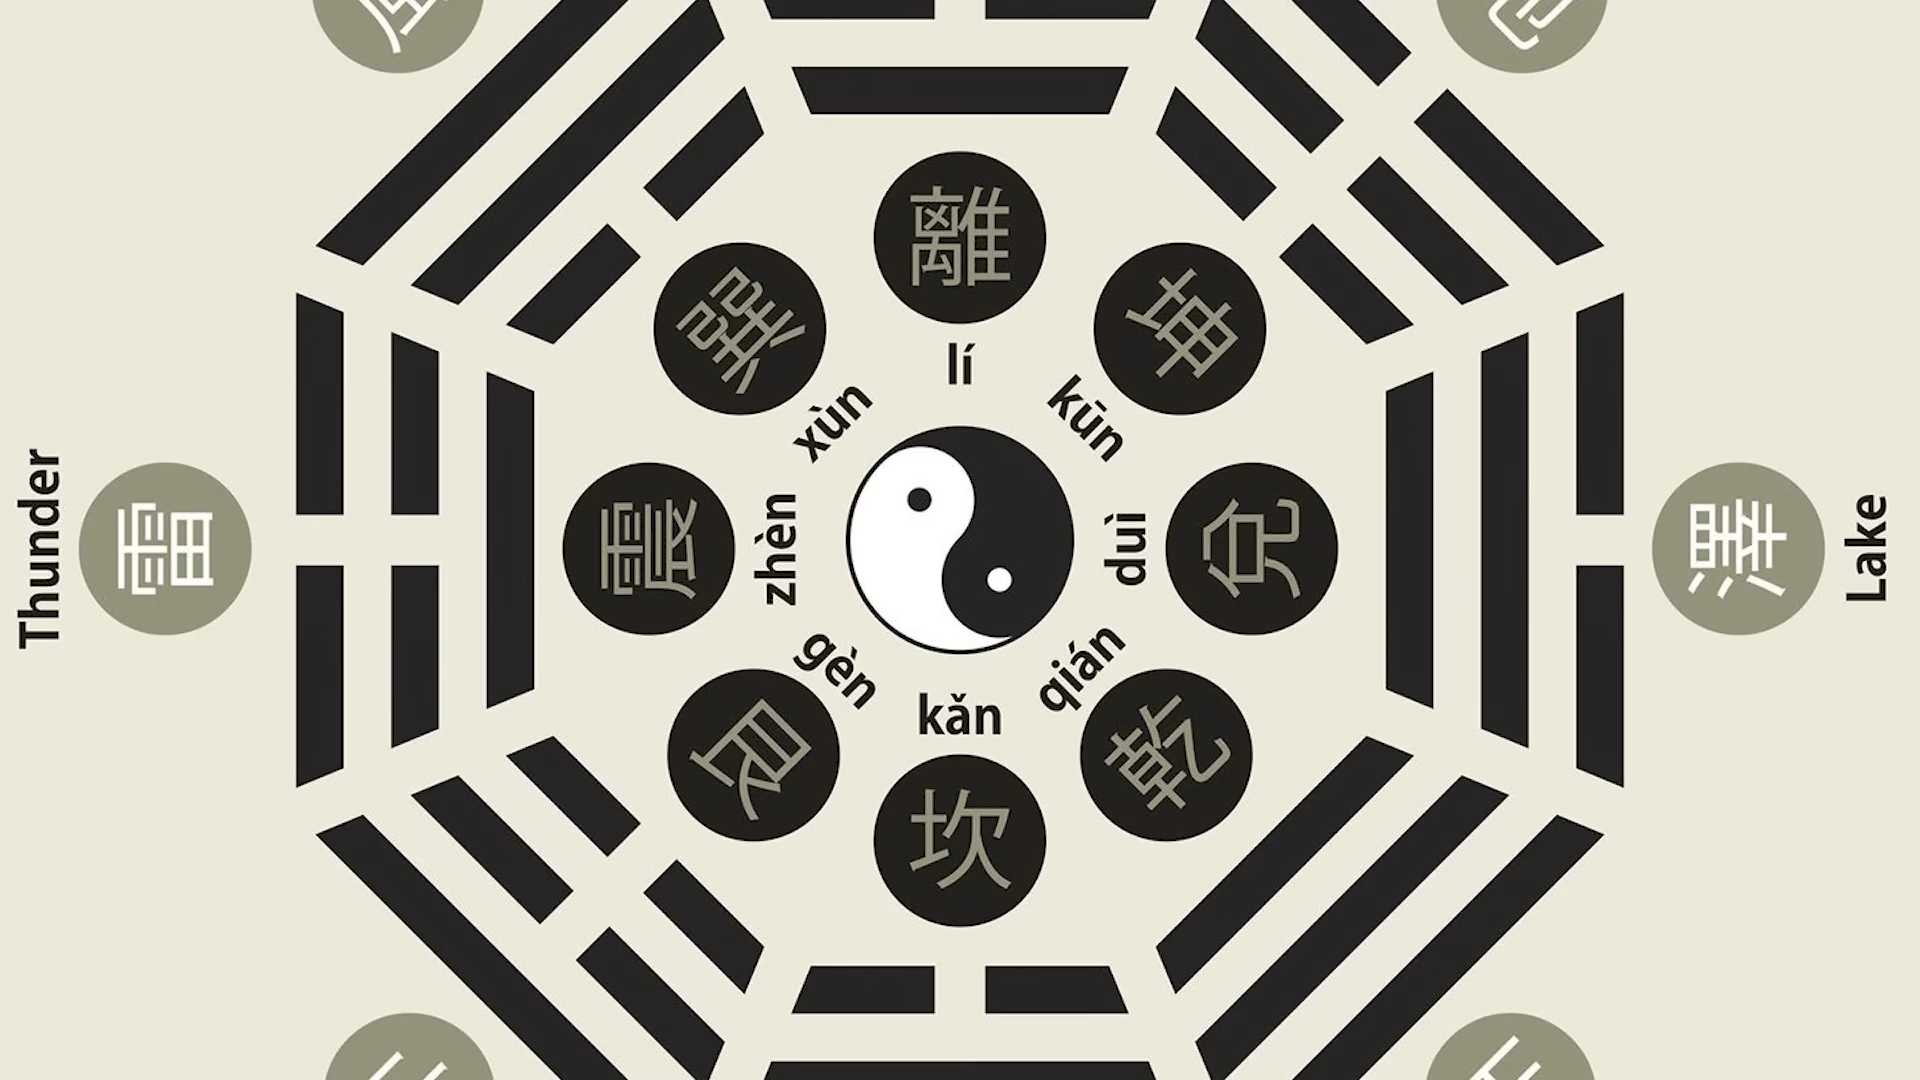 離
lí
巽
xùn
坤
kūn
Thunder
雷
震
zhèn
兌
duì
澤
Lake
艮
gèn
坎
kǎn
乾
qián